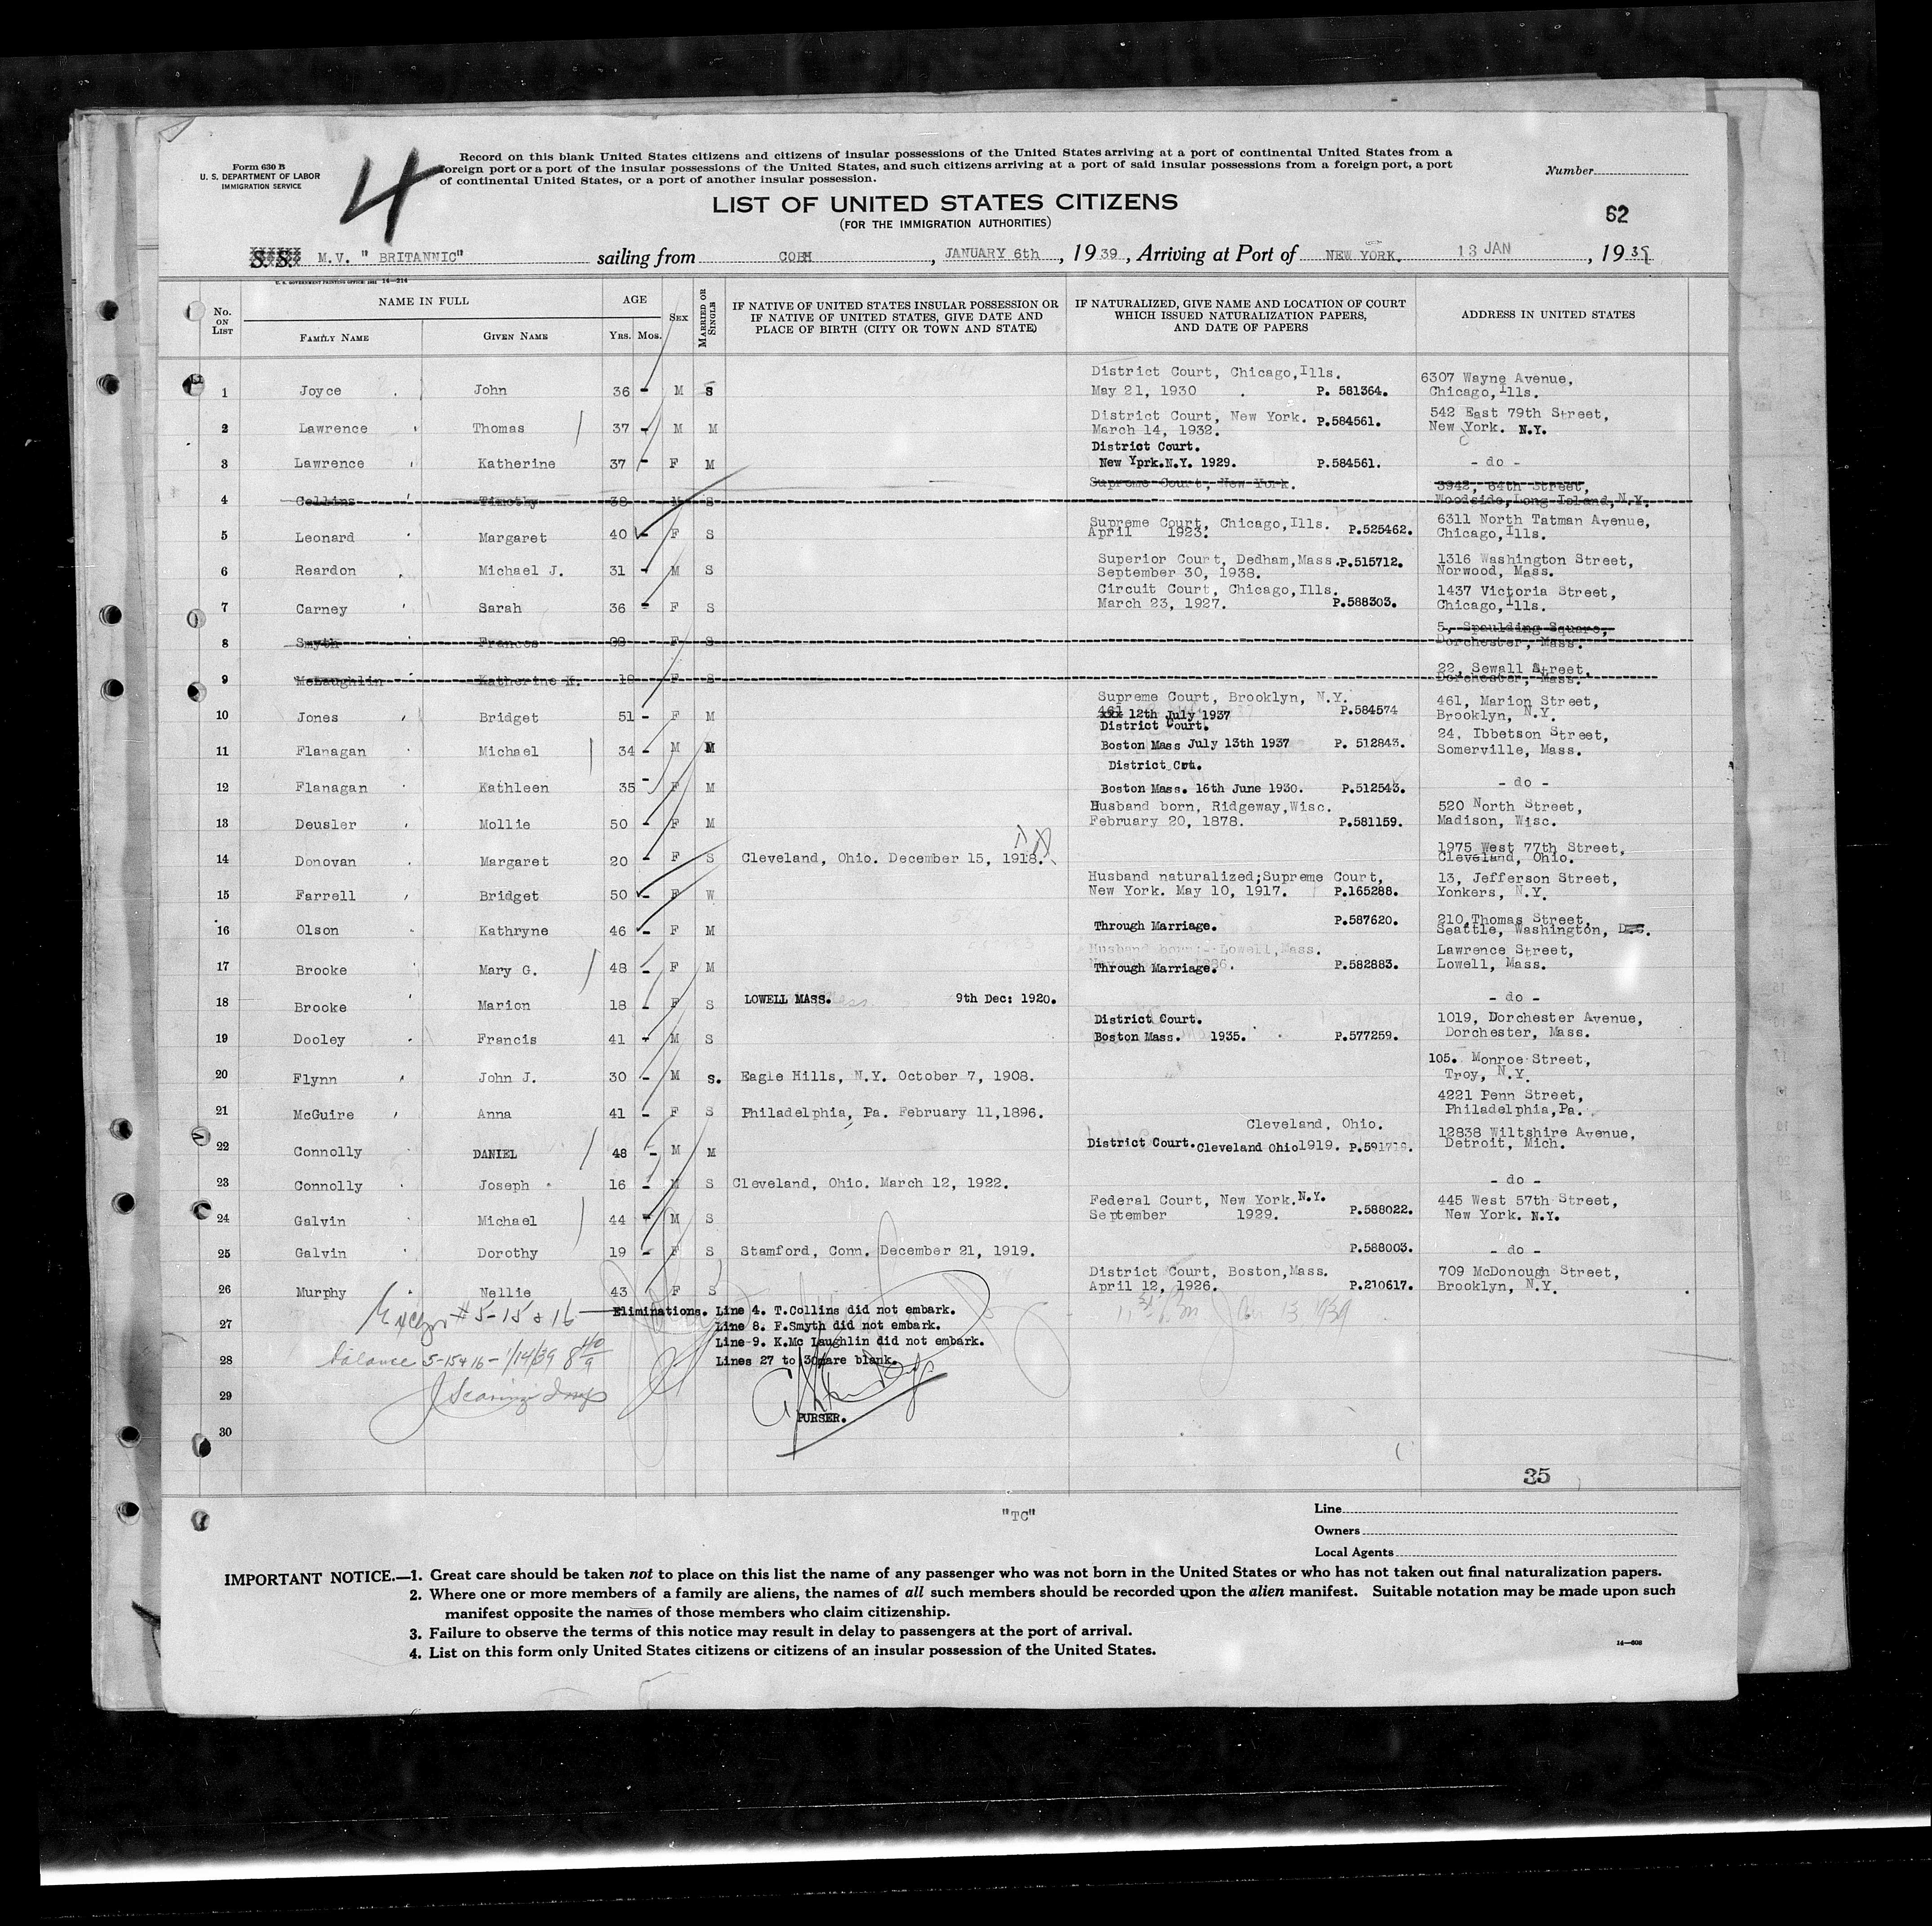 Form 630 B
U. S. DEPARTMENT OF LABOR
IMMIGRATION SERVICE
4
Record on this blank United States citizens and citizens of insular possessions of the United States arriving at a port of continental United States from a
foreign port or a port of the insular possessions of the United States, and such citizens arriving at a port of said insular possessions from a foreign port, a port
of continental United States, or a port of another insular possession.
Number
LIST OF UNITED STATES CITIZENS
(FOR THE IMMIGRATION AUTHORITIES)
62
S. S. M.V. " BRITANNIC" sailing from COBH, JANUARY 6th, 1939, Arriving at Port of NEW YORK. 13 JAN, 1939
U. S. GOVERNMENT PRINTING OFFICE: 14-314
No. ON LIST
NAME IN FULL
FAMILY NAME
GIVEN NAME
AGE
YRS. MOS.
SEX
MARRIED OR SINGLE
IF NATIVE OF UNITED STATES INSULAR POSSESSION OR
IF NATIVE OF UNITED STATES, GIVE DATE AND
PLACE OF BIRTH (CITY OR TOWN AND STATE)
IF NATURALIZED, GIVE NAME AND LOCATION OF COURT
WHICH ISSUED NATURALIZATION PAPERS,
AND DATE OF PAPERS
ADDRESS IN UNITED STATES
1 Joyce John 36 - M S District Court, Chicago,Ills. 6307 Wayne Avenue,
May 21, 1930 . P. 581364. Chicago,Ills.
2 Lawrence Thomas 37 - M M District Court, New York. P.584561. 542 East 79th Street,
March 14, 1932. New York. N.Y.
3 Lawrence Katherine 37 - F M District Court.
New Yprk.N.Y. 1929. P.584561. - do -
4 Collins Timothy 38 M S Supreme Court, New York. 3942, 64th Street,
Woodside,Long Island,N.Y.
5 Leonard Margaret 40 F S Supreme Court, Chicago,Ills. P.525462. 6311 North Tatman Avenue,
April 1923. Chicago,Ills.
6 Reardon Michael J. 31 - M S Superior Court, Dedham,Mass.P.515712. 1316 Washington Street,
September 30, 1938. Norwood, Mass.
7 Carney Sarah 36 - F S Circuit Court, Chicago,Ills. 1437 Victoria Street,
March 23, 1927. P.588303. Chicago,Ills.
8 Smyth Frances F S 5, Spaulding Square,
Dorchester, Mass.
9 McLaughlin Katherine K. 18 F S 22, Sewall Street,
Dorchester, Mass.
10 Jones Bridget 51 - F M Supreme Court, Brooklyn, N.Y. 461, Marion Street,
461 xxx 12th July 1937 P.584574 Brooklyn, N.Y.
11 Flanagan Michael 34 - M M District Court. 24, Ibbetson Street,
Boston Mass July 13th 1937 P. 512843. Somerville, Mass.
12 Flanagan Kathleen 35 - F M District Crt.
Boston Mass. 16th June 1930. P.512543. - do -
13 Deusler Mollie 50 - F M Husband born, Ridgeway,Wisc. 520 North Street,
February 20, 1878. P.581159. Madison, Wisc.
14 Donovan Margaret 20 - F S Cleveland, Ohio. December 15, 1918. 1975 West 77th Street,
Cleveland, Ohio.
15 Farrell Bridget 50 F W Husband naturalized;Supreme Court, 13, Jefferson Street,
New York. May 10, 1917. P.165288. Yonkers, N.Y.
16 Olson Kathryne 46 - F M Through Marriage. P.587620. 210,Thomas Street,
Seattle, Washington, D.C.
17 Brooke Mary G. 48 - F M Husband born:- Lowell,Mass. Lawrence Street,
Through Marriage. P.582883. Lowell, Mass.
18 Brooke Marion 18 - F S LOWELL MASS. 9th Dec: 1920. - do -
19 Dooley Francis 41 - M S District Court. 1019, Dorchester Avenue,
Boston Mass. 1935. P.577259. Dorchester, Mass.
20 Flynn John J. 30 - M S. Eagle Hills, N.Y. October 7, 1908. 105. Monroe Street,
Troy, N.Y.
21 McGuire Anna 41 - F S Philadelphia, Pa. February 11,1896. 4221 Penn Street,
Philadelphia,Pa.
22 Connolly DANIEL 48 - M M Cleveland, Ohio. 12838 Wiltshire Avenue,
District Court.Cleveland Ohio1919. Detroit, Mich.
23 Connolly Joseph 16 - M S Cleveland, Ohio. March 12, 1922. - do -
24 Galvin Michael 44 - M S Federal Court, New York.N.Y. 445 West 57th Street,
September 1929. P.588022. New York. N.Y.
25 Galvin Dorothy 19 - F S Stamford, Conn. December 21, 1919. P.588003. - do -
26 Murphy Nellie 43 F S District Court, Boston,Mass. 709 McDonough Street,
April 12, 1926. P.210617. Brooklyn, N.Y.
# 5-15 & 16
Eliminations. Line 4. T.Collins did not embark.
27 Line 8. F.Smyth did not embark.
Line 9. K.Mc Laughlin did not embark.
28 balance 5-15+16- 1/14/39
Lines 27 to 30 are blank.
29
PURSER.
30
35
"TC"
Line
Owners
Local Agents
IMPORTANT NOTICE.—1. Great care should be taken not to place on this list the name of any passenger who was not born in the United States or who has not taken out final naturalization papers.
2. Where one or more members of a family are aliens, the names of all such members should be recorded upon the alien manifest. Suitable notation may be made upon such
manifest opposite the names of those members who claim citizenship.
3. Failure to observe the terms of this notice may result in delay to passengers at the port of arrival.
4. List on this form only United States citizens or citizens of an insular possession of the United States.
14—608